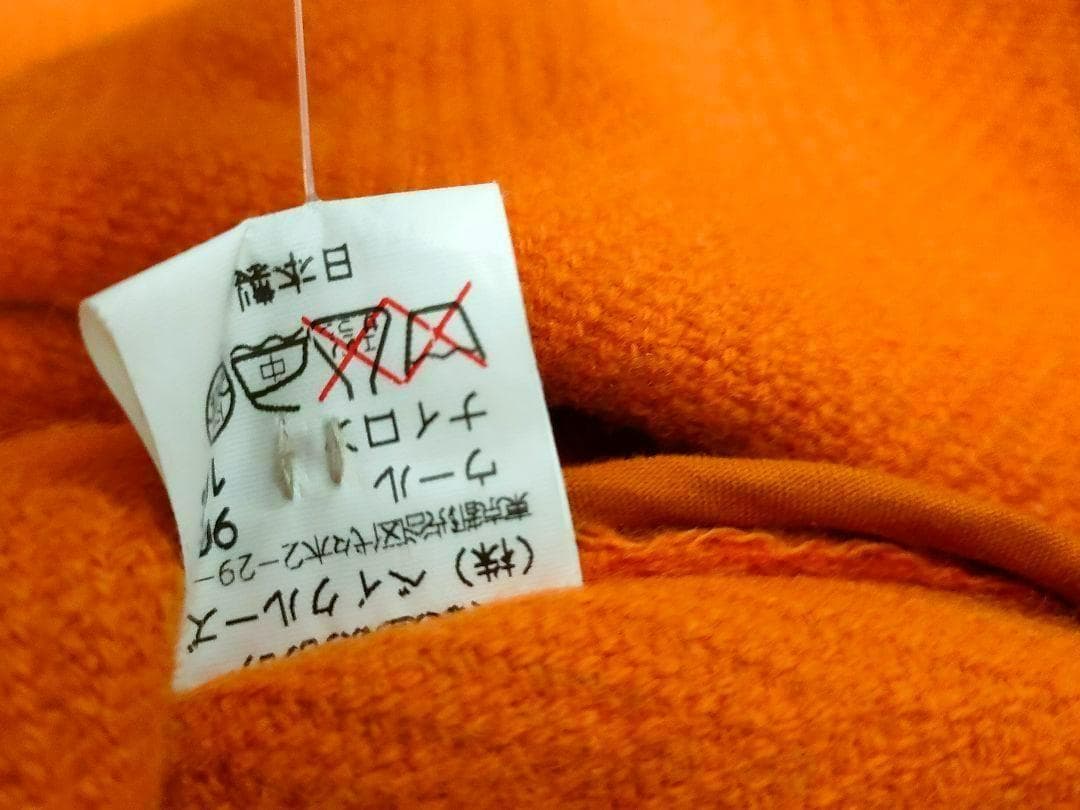 (株)ベイクルーズ
東京都渋谷区代々木2-29-
ウール
ナイロン
中
日本製